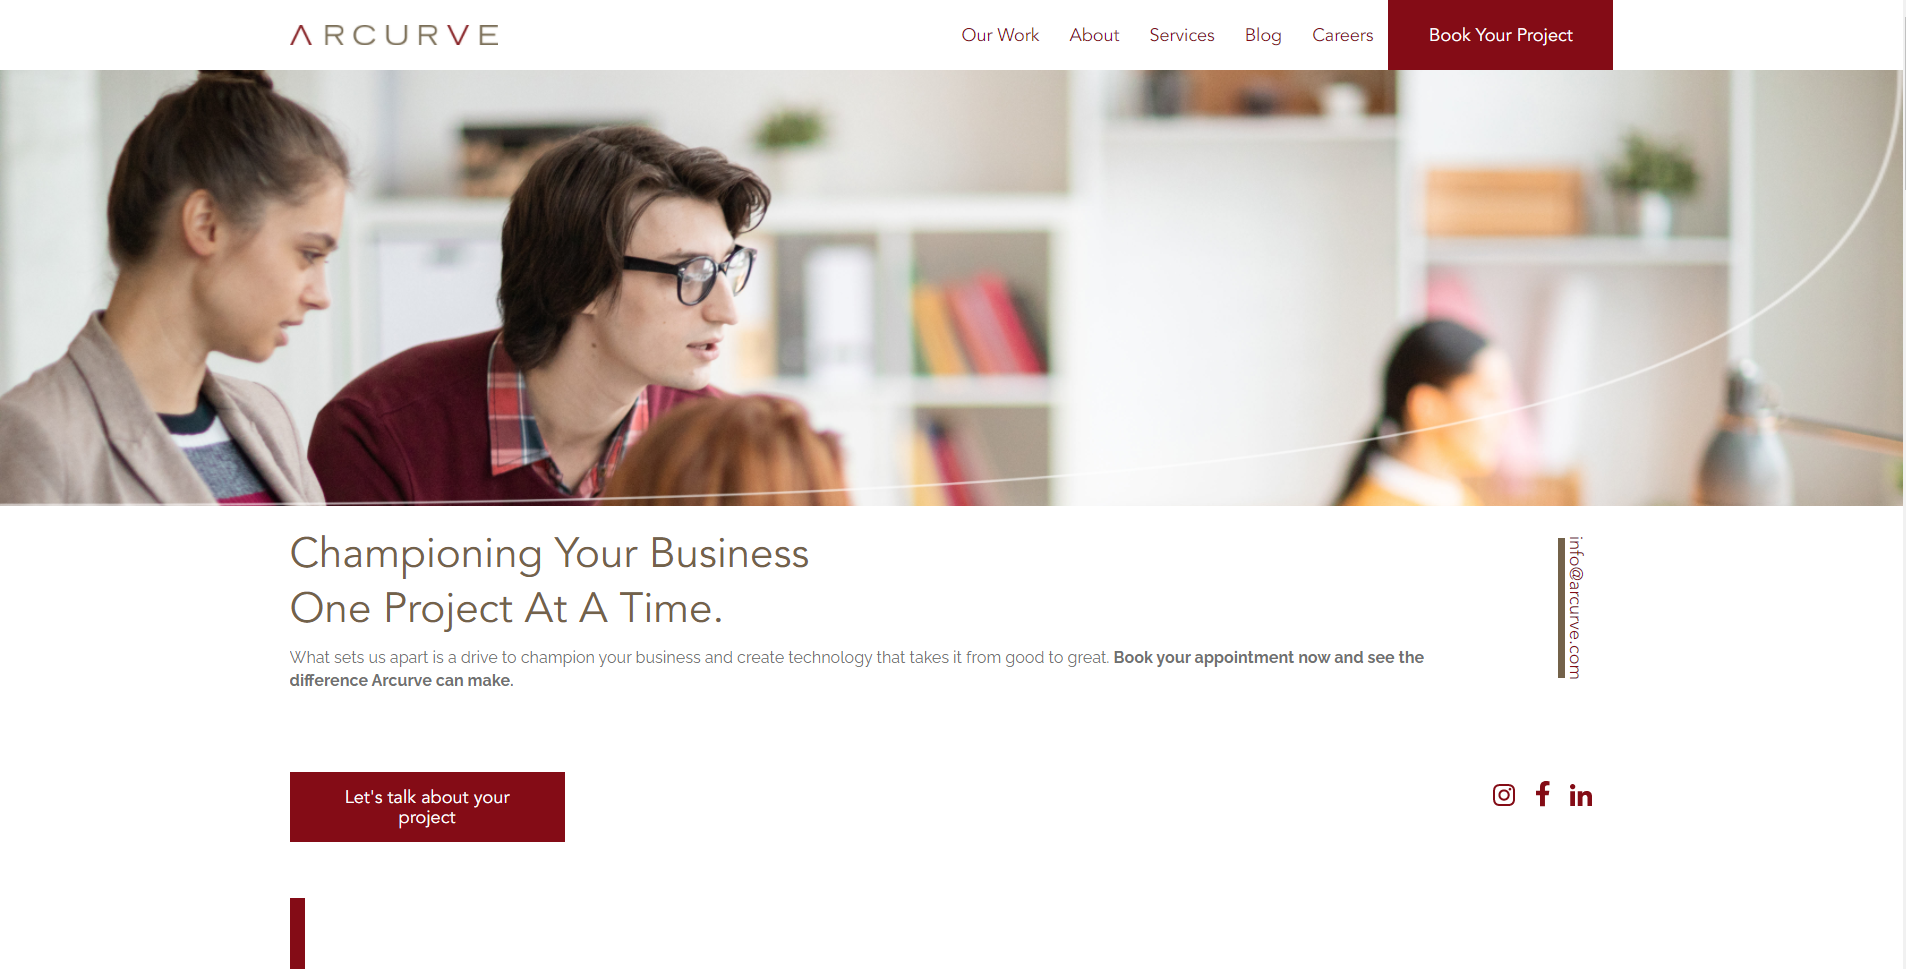 ARCURVE
Our Work
About
Services
Blog
Careers
Book Your Project
Championing Your Business
One Project At A Time.
What sets us apart is a drive to champion your business and create technology that takes it from good to great. Book your appointment now and see the
difference Arcurve can make.
info@arcurve.com
Let's talk about your
project